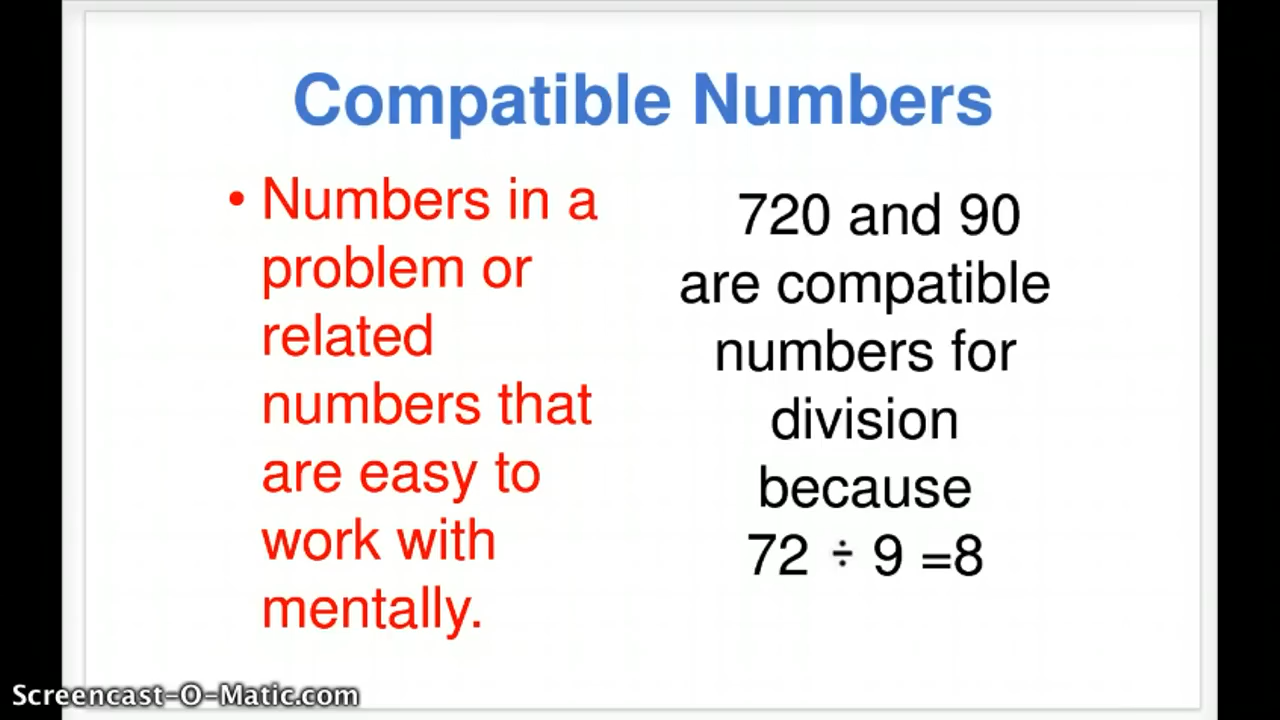 Compatible Numbers
• Numbers in a
problem or
related
numbers that
are easy to
work with
mentally.
720 and 90
are compatible
numbers for
division
because
72 ÷ 9 =8
Screencast-O-Matic.com